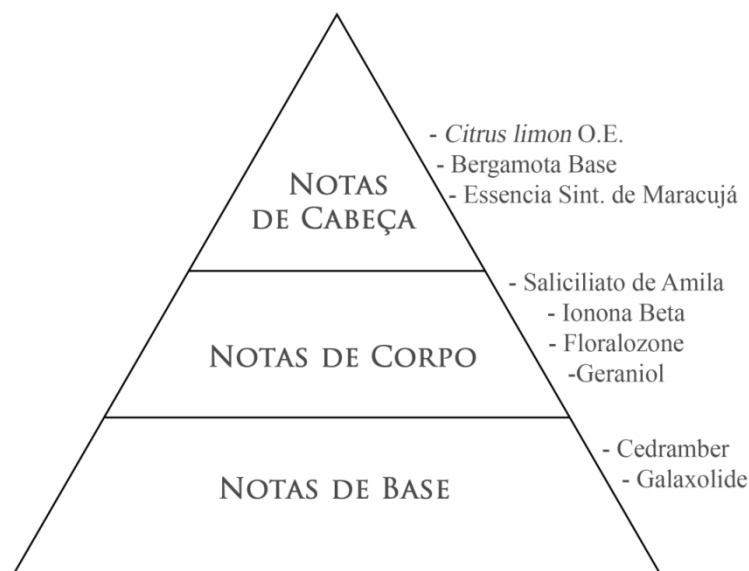 - Citrus limon O.E.
- Bergamota Base
- Essencia Sint. de Maracujá
NOTAS
DE CABEÇA
- Saliciliato de Amila
- Ionona Beta
- Floralozone
-Geraniol
NOTAS DE CORPO
- Cedramber
- Galaxolide
NOTAS DE BASE